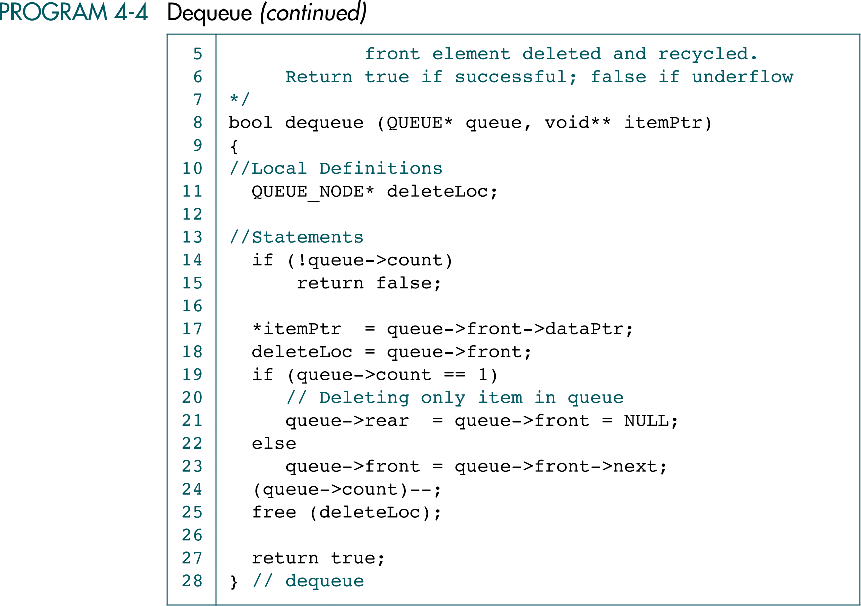 PROGRAM 4-4 Dequeue (continued)
5 front element deleted and recycled.
6 Return true if successful; false if underflow
7 */
8 bool dequeue (QUEUE* queue, void** itemPtr)
9 {
10 //Local Definitions
11 QUEUE_NODE* deleteLoc;
12
13 //Statements
14 if (!queue->count)
15 return false;
16
17 *itemPtr = queue->front->dataPtr;
18 deleteLoc = queue->front;
19 if (queue->count == 1)
20 // Deleting only item in queue
21 queue->rear = queue->front = NULL;
22 else
23 queue->front = queue->front->next;
24 (queue->count)--;
25 free (deleteLoc);
26
27 return true;
28 } // dequeue